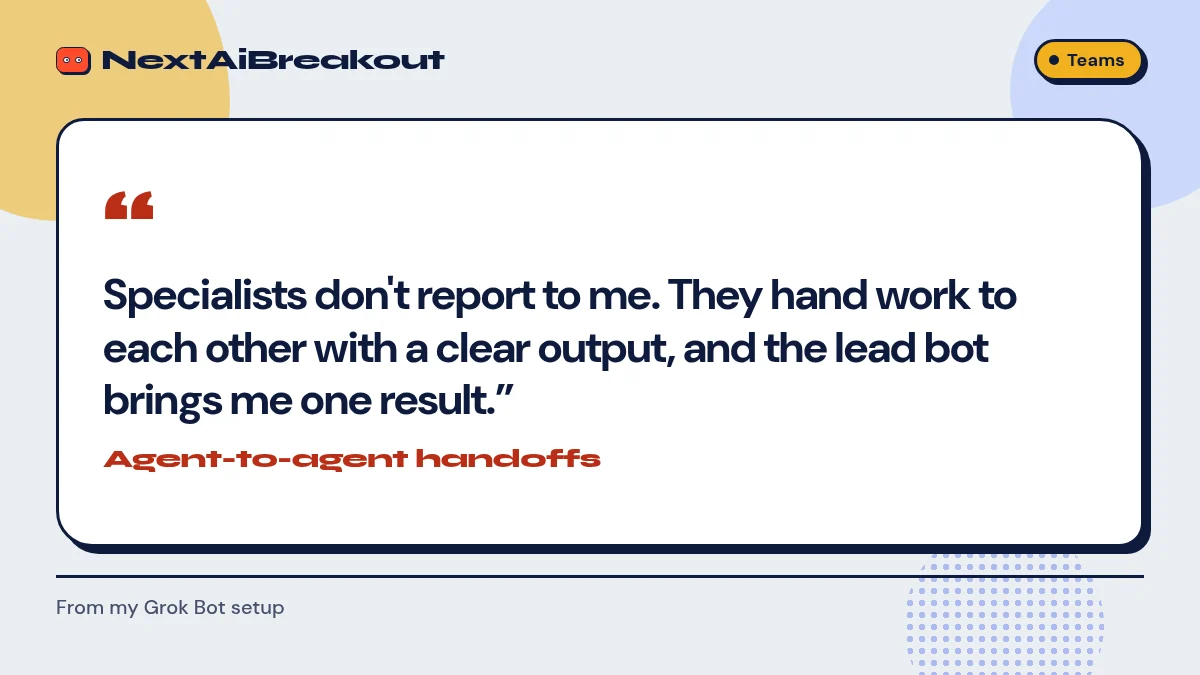 NextAiBreakout
Teams
“
Specialists don't report to me. They hand work to
each other with a clear output, and the lead bot
brings me one result.”
Agent-to-agent handoffs
From my Grok Bot setup